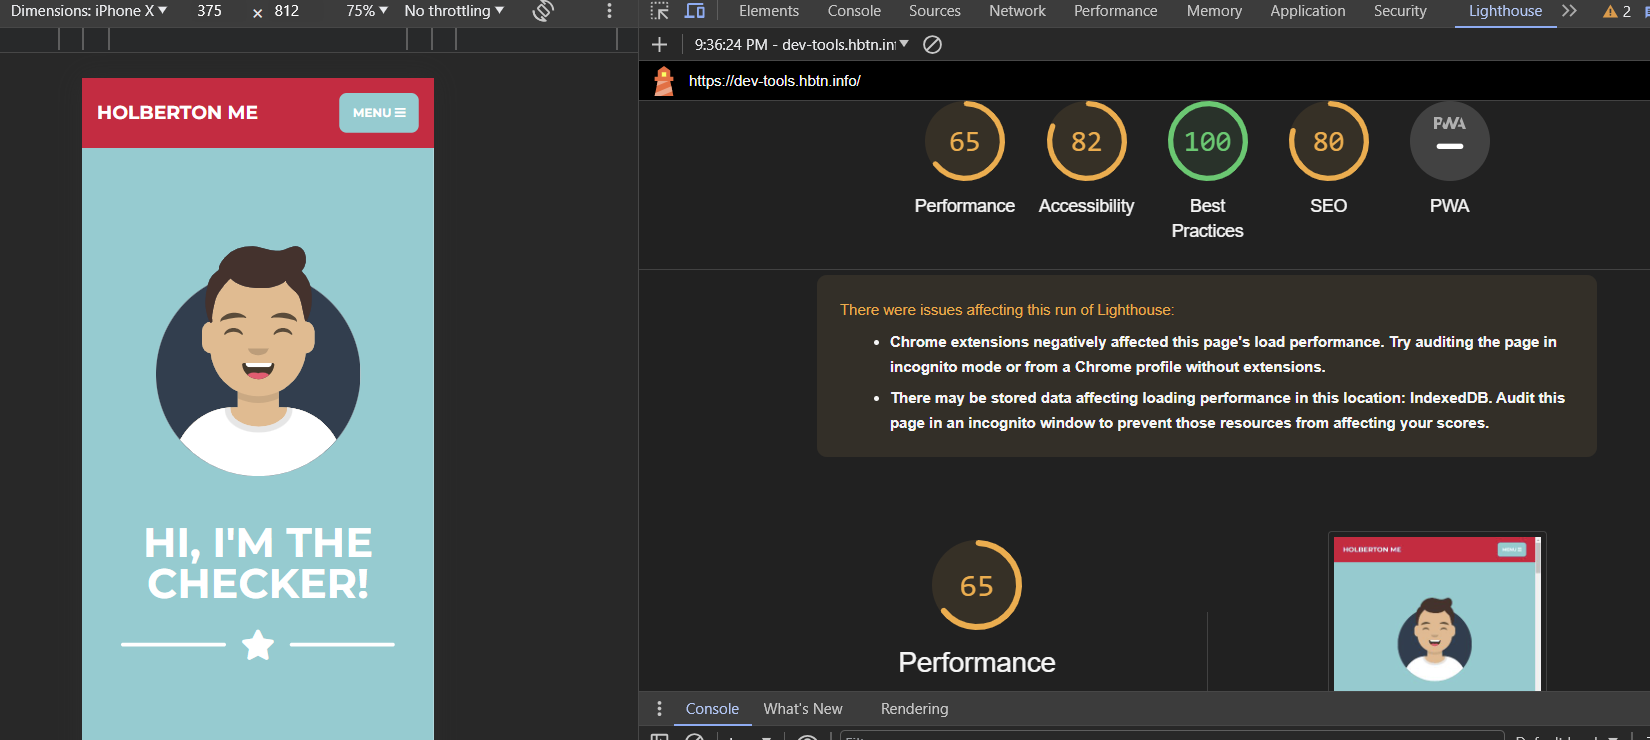 Dimensions: iPhone X ▼ 375 × 812 75% ▼ No throttling ▼
Elements Console Sources Network Performance Memory Application Security Lighthouse 2
9:36:24 PM - dev-tools.hbtn.in ▼
https://dev-tools.hbtn.info/
HOLBERTON ME
MENU
HI, I'M THE
CHECKER!
65 82 100 80 PWA
Performance Accessibility Best SEO PWA
Practices
There were issues affecting this run of Lighthouse:
• Chrome extensions negatively affected this page's load performance. Try auditing the page in
incognito mode or from a Chrome profile without extensions.
• There may be stored data affecting loading performance in this location: IndexedDB. Audit this
page in an incognito window to prevent those resources from affecting your scores.
65
Performance
HOLBERTON ME
MENU
Console What's New Rendering